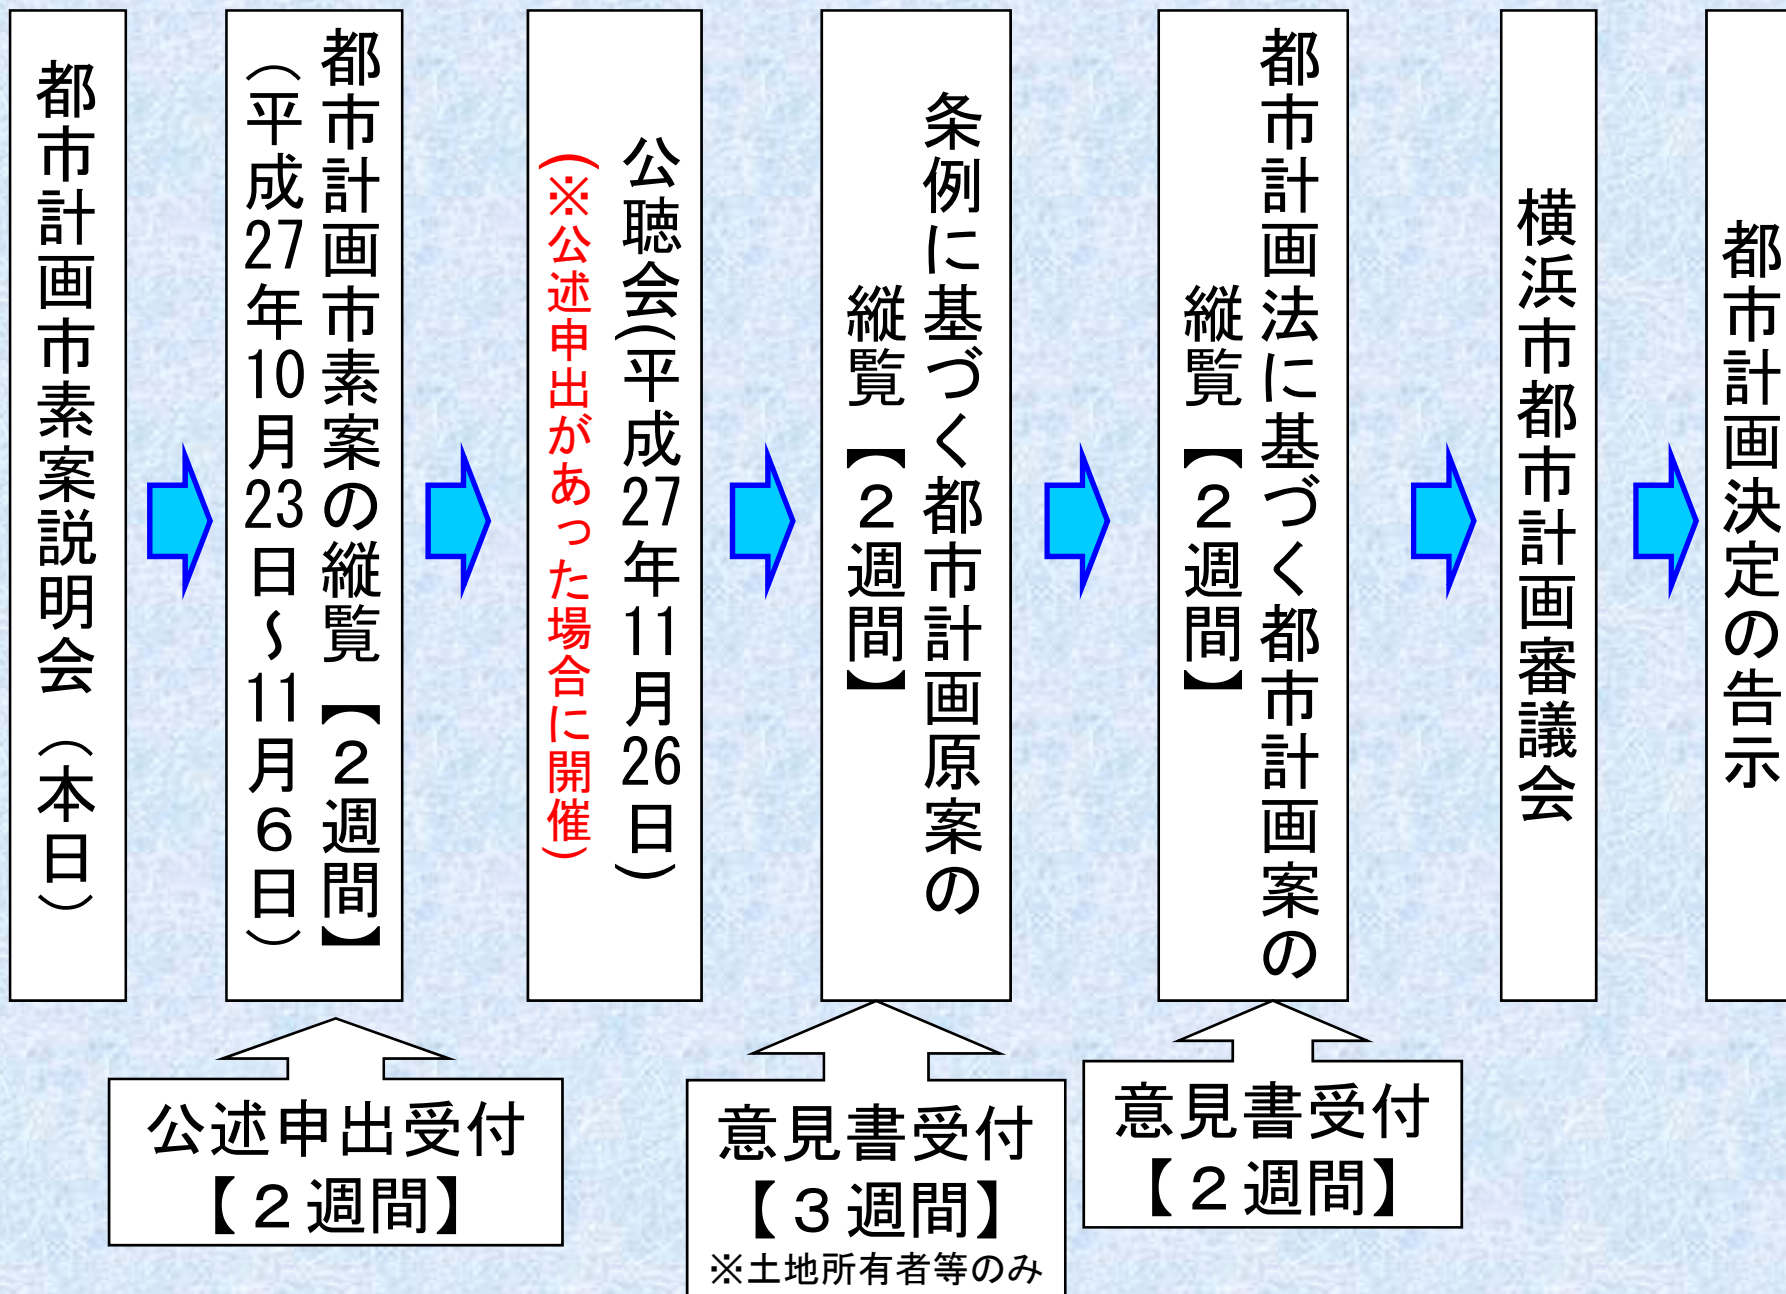 都市計画市素案説明会（本日）
都市計画市素案の縦覧【２週間】
（平成27年10月23日～11月６日）
公聴会(平成27年11月26日)
(※公述申出があった場合に開催)
条例に基づく都市計画原案の
縦覧【２週間】
都市計画法に基づく都市計画案の
縦覧【２週間】
横浜市都市計画審議会
都市計画決定の告示
公述申出受付
【２週間】
意見書受付
【３週間】
※土地所有者等のみ
意見書受付
【２週間】